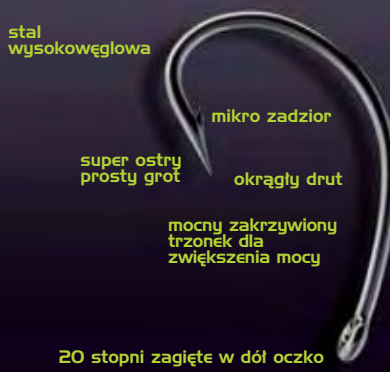 stal
wysokowęglowa
mikro zadzior
super ostry
prosty grot
okrągły drut
mocny zakrzywiony
trzonek dla
zwiększenia mocy
20 stopni zagięte w dół oczko